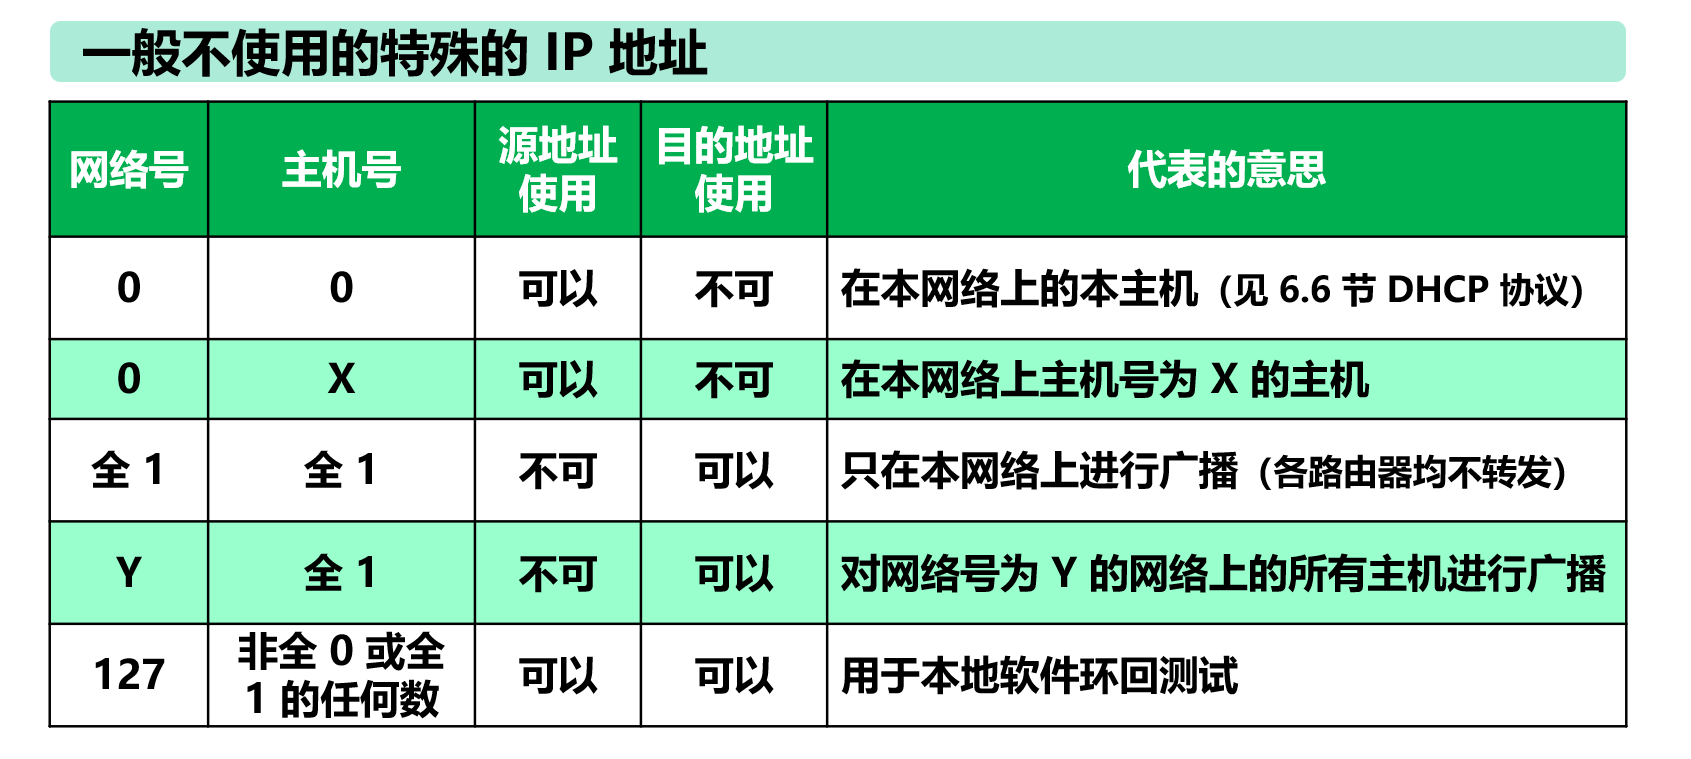 一般不使用的特殊的 IP 地址
网络号 主机号 源地址使用 目的地址使用 代表的意思
0 0 可以 不可 在本网络上的本主机（见 6.6 节 DHCP 协议）
0 X 可以 不可 在本网络上主机号为 X 的主机
全 1 全 1 不可 可以 只在本网络上进行广播（各路由器均不转发）
Y 全 1 不可 可以 对网络号为 Y 的网络上的所有主机进行广播
127 非全 0 或全 1 的任何数 可以 可以 用于本地软件环回测试